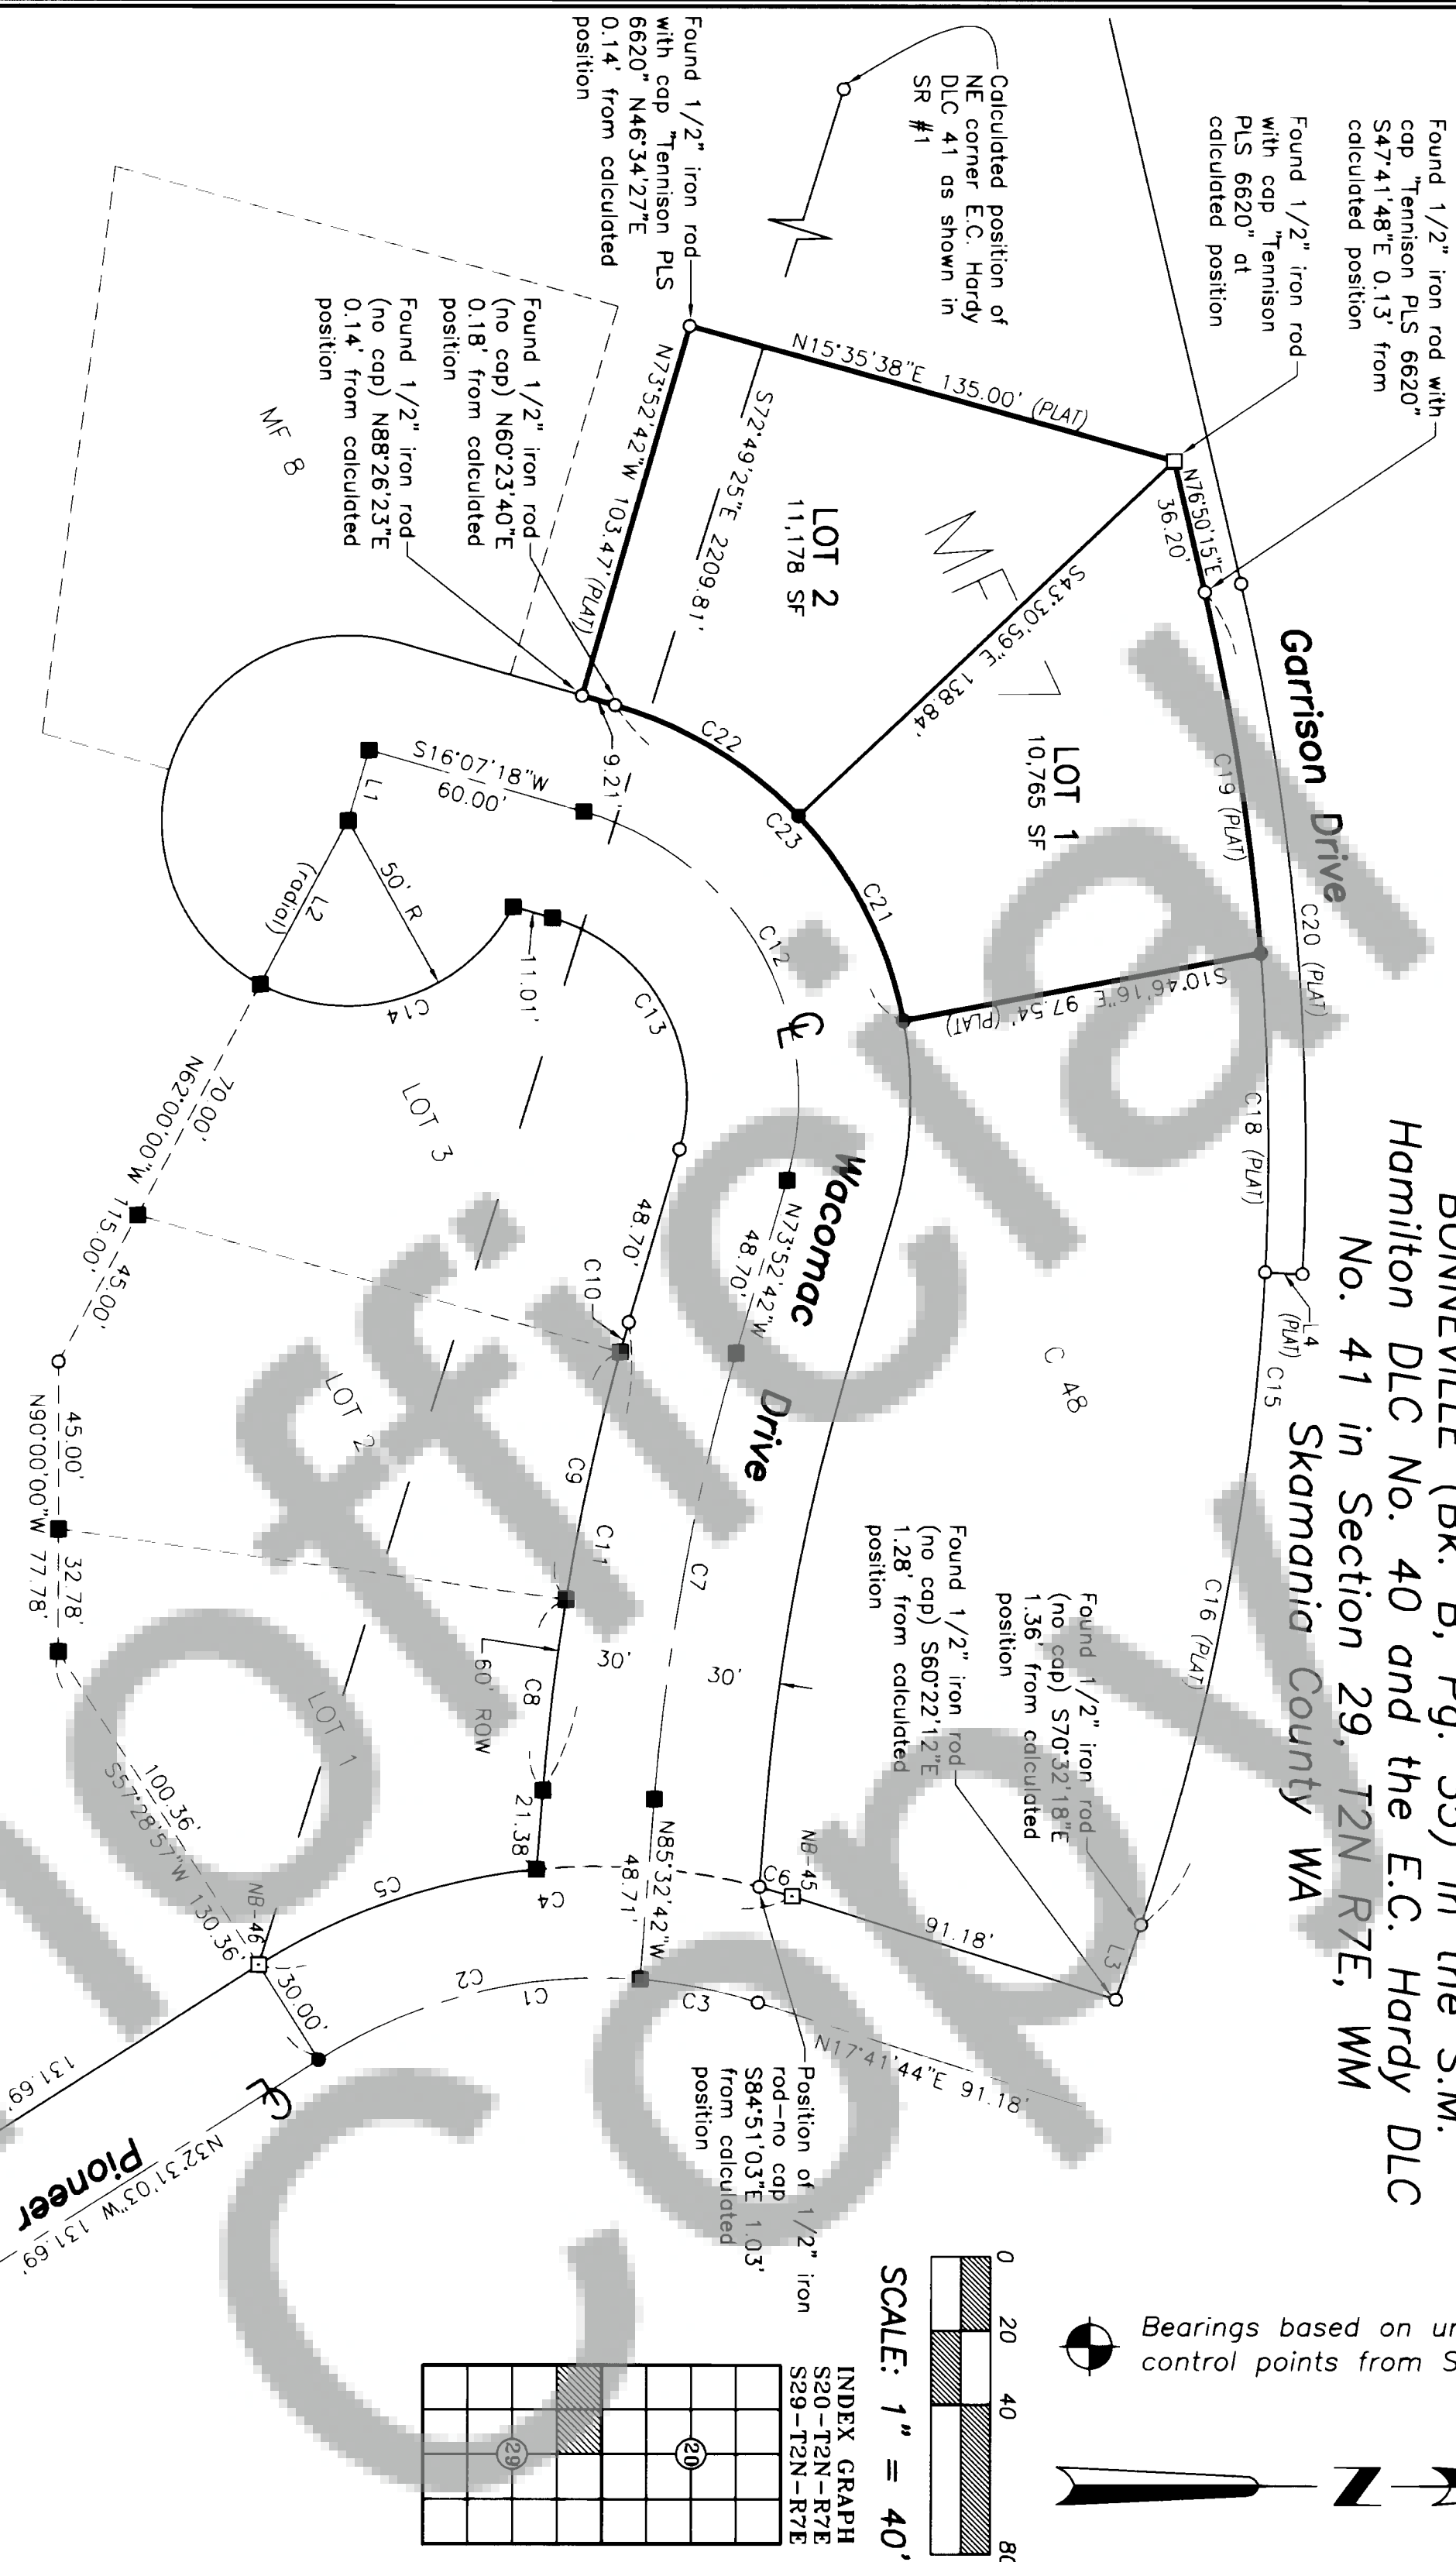 BONNEVILLE (Bk. B, Pg. 35) in the S.M.
Hamilton DLC No. 40 and the E.C. Hardy DLC
No. 41 in Section 29, T2N R7E, WM
Skamania County WA
Found 1/2" iron rod with
cap "Tennison PLS 6620"
S47°41'48"E 0.13' from
calculated position
Found 1/2" iron rod
with cap "Tennison
PLS 6620" at
calculated position
Calculated position of
NE corner E.C. Hardy
DLC 41 as shown in
SR #1
Found 1/2" iron rod
with cap "Tennison PLS
6620" N46°34'27"E
0.14' from calculated
position
Found 1/2" iron rod
(no cap) N60°23'40"E
0.18' from calculated
position
Found 1/2" iron rod
(no cap) N88°26'23"E
0.14' from calculated
position
Garrison Drive
N76°50'15"E
36.20'
C19 (PLAT)
C20 (PLAT)
C18 (PLAT)
L4
(PLAT)
C15
C16 (PLAT)
N15°35'38"E 135.00' (PLAT)
S43°30'59"E 138.84'
S10°46'16"E 97.54' (PLAT)
N73°52'42"W 103.47' (PLAT)
S72°49'25"E 2209.81'
MF 7
LOT 1
10,765 SF
LOT 2
11,178 SF
MF 8
C22
C23
C21
9.21'
S16°07'18"W
60.00'
L1
L2
(radial)
50' R
C12
C13
C14
11.01'
CL
Wacomac Drive
N73°52'42"W
48.70'
48.70'
C10
C9
C11
C7
C8
30'
30'
60' ROW
21.38'
C 48
LOT 3
LOT 2
LOT 1
70.00'
N62°00'00"W 115.00'
45.00'
45.00'
32.78'
N90°00'00"W 77.78'
100.36'
S57°28'57"W 130.36'
NB-46
30.00'
C5
C4
C2
C1
C3
C6
NB-45
N85°32'42"W
48.71'
91.18'
L3
N17°41'44"E 91.18'
Found 1/2" iron rod
(no cap) S70°32'18"E
1.36' from calculated
position
Found 1/2" iron rod
(no cap) S60°22'12"E
1.28' from calculated
position
Position of 1/2" iron
rod-no cap
S84°51'03"E 1.03'
from calculated
position
131.69'
N32°31'03"W 131.69'
CL
Pioneer
Bearings based on
control points from
N
0 20 40 80
SCALE: 1" = 40'
INDEX GRAPH
S20-T2N-R7E
S29-T2N-R7E
20
29
Unofficial
Copy